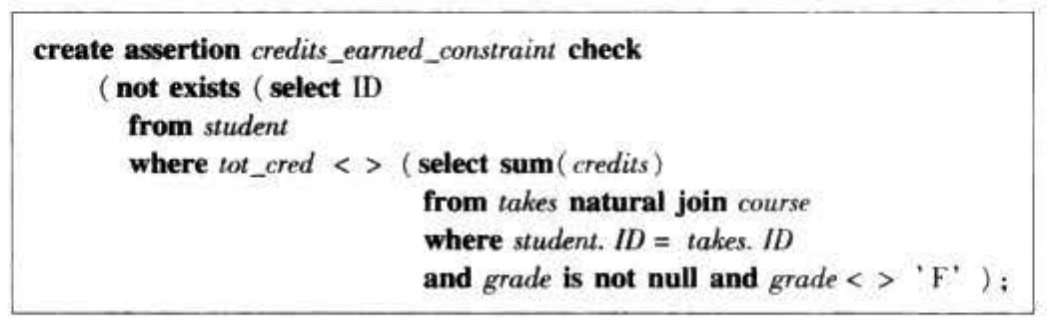 create assertion credits_earned_constraint check
( not exists ( select ID
from student
where tot_cred < > ( select sum( credits )
from takes natural join course
where student. ID = takes. ID
and grade is not null and grade < > 'F' ) ;